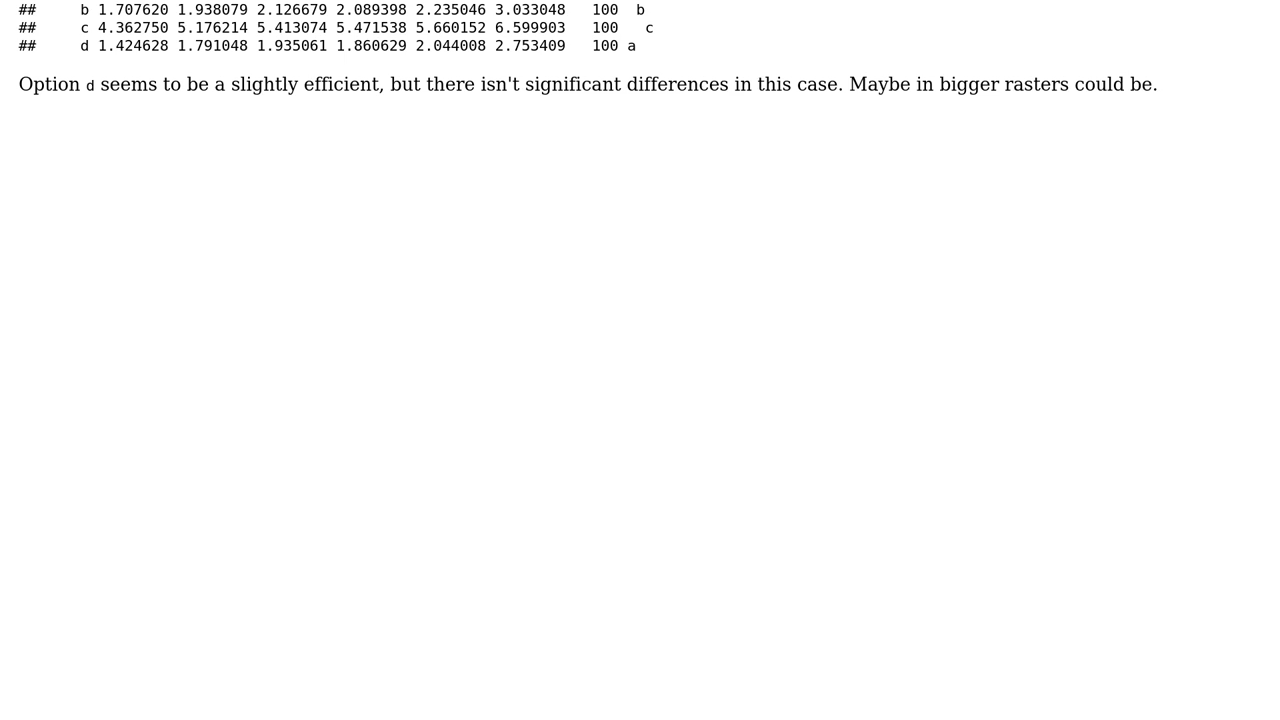 ##     b 1.707620 1.938079 2.126679 2.089398 2.235046 3.033048   100  b
##     c 4.362750 5.176214 5.413074 5.471538 5.660152 6.599903   100   c
##     d 1.424628 1.791048 1.935061 1.860629 2.044008 2.753409   100 a
Option d seems to be a slightly efficient, but there isn't significant differences in this case. Maybe in bigger rasters could be.